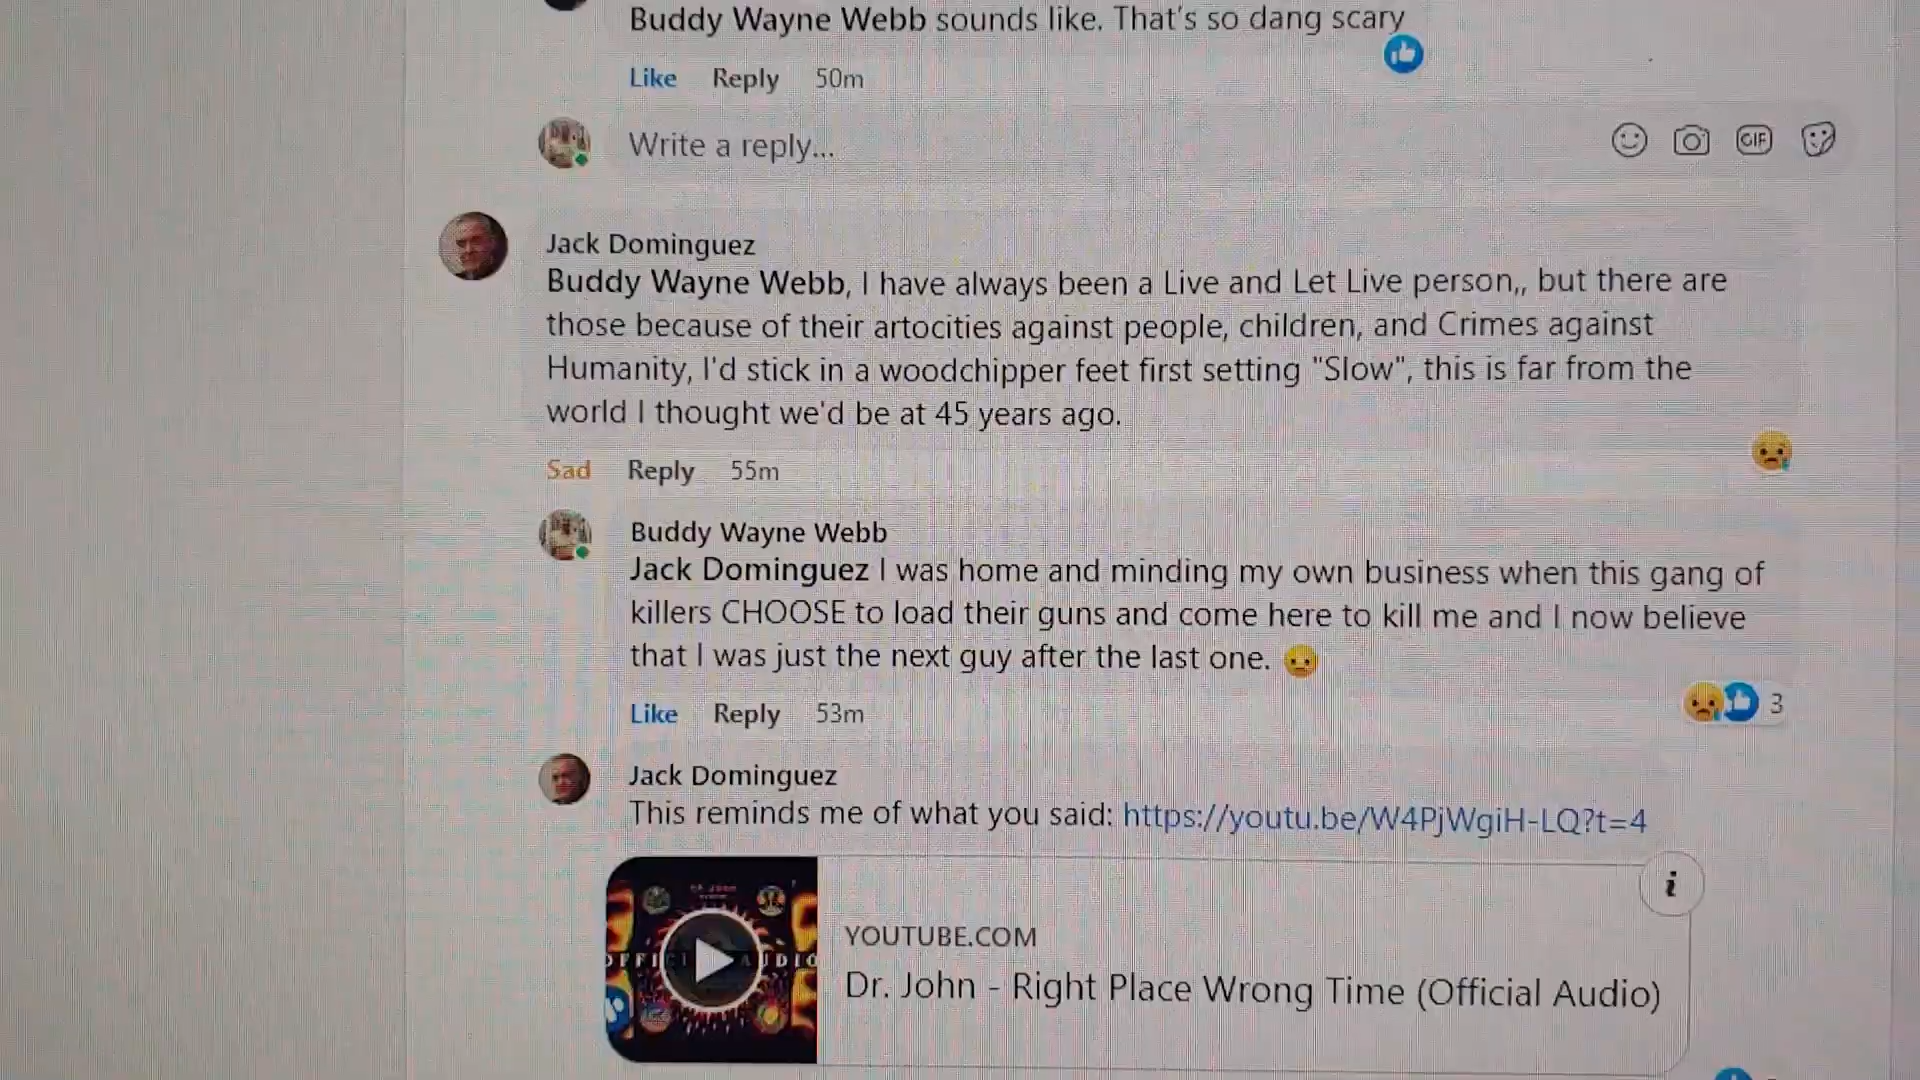 Buddy Wayne Webb sounds like. That's so dang scary
Like Reply 50m
Write a reply...
GIF
Jack Dominguez
Buddy Wayne Webb, I have always been a Live and Let Live person,, but there are
those because of their artocities against people, children, and Crimes against
Humanity, I'd stick in a woodchipper feet first setting "Slow", this is far from the
world I thought we'd be at 45 years ago.
Sad Reply 55m
Buddy Wayne Webb
Jack Dominguez I was home and minding my own business when this gang of
killers CHOOSE to load their guns and come here to kill me and I now believe
that I was just the next guy after the last one.
Like Reply 53m
3
Jack Dominguez
This reminds me of what you said: https://youtu.be/W4PjWgiH-LQ?t=4
YOUTUBE.COM
Dr. John - Right Place Wrong Time (Official Audio)